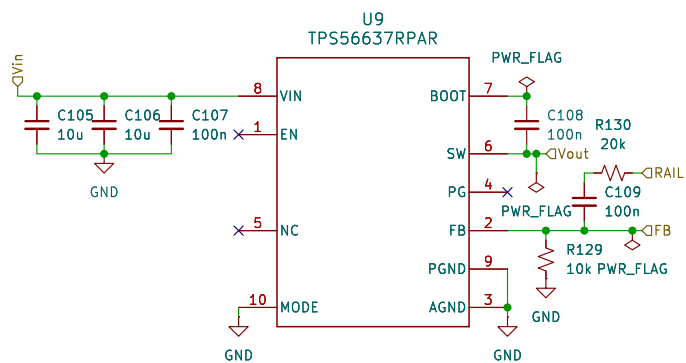 U9
TPS56637RPAR
Vin
PWR_FLAG
8
VIN
BOOT
7
C105
10u
C106
10u
C107
100n
C108
100n
1
EN
R130
20k
SW
6
Vout
PG
4
RAIL
C109
100n
PWR_FLAG
GND
5
NC
FB
2
FB
R129
10k
PWR_FLAG
PGND
9
10
MODE
AGND
3
GND
GND
GND